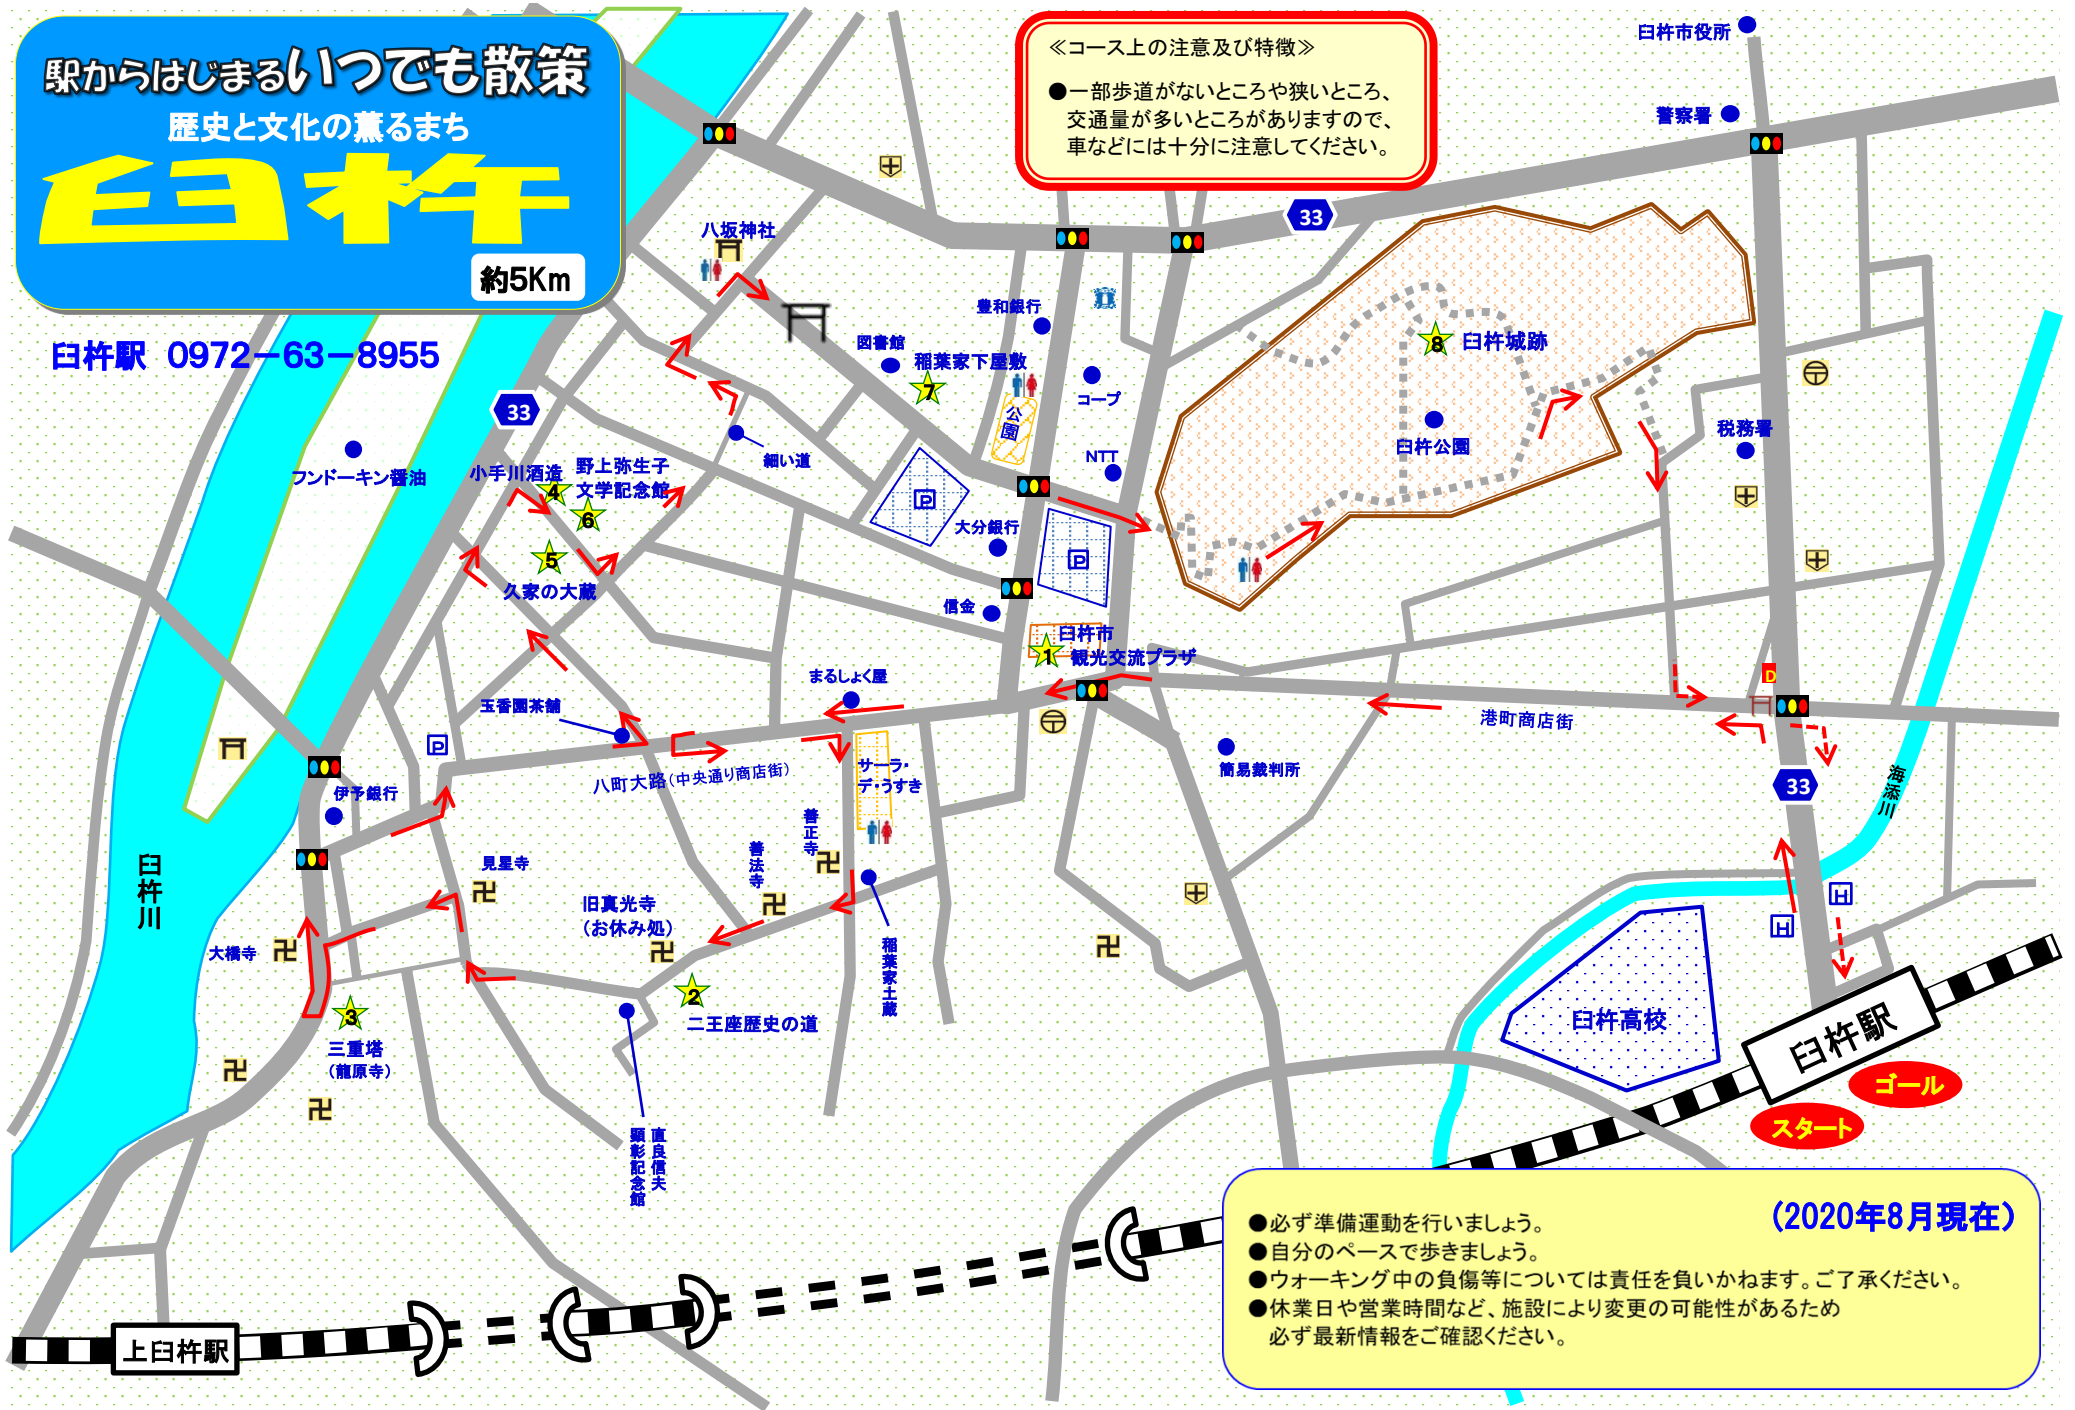 駅からはじまるいつでも散策
歴史と文化の薫るまち
臼杵
約5Km
臼杵駅 0972－63－8955
≪コース上の注意及び特徴≫
●一部歩道がないところや狭いところ、
交通量が多いところがありますので、
車などには十分に注意してください。
臼杵市役所
警察署
33
八坂神社
豊和銀行
図書館
稲葉家下屋敷
7
公園
コープ
NTT
8
臼杵城跡
臼杵公園
税務署
33
フンドーキン醤油
小手川酒造
4
野上弥生子
文学記念館
6
5
久家の大蔵
細い道
P
大分銀行
P
信金
臼杵市
観光交流プラザ
1
まるしょく屋
玉香園茶舗
P
八町大路（中央通り商店街）
サーラ・
デ・うすき
港町商店街
D
簡易裁判所
33
海添川
伊予銀行
臼杵川
見星寺
善正寺
善法寺
旧真光寺
（お休み処）
大橋寺
稲葉家土蔵
2
二王座歴史の道
3
三重塔
（龍原寺）
直良信夫
顕彰記念館
H
H
臼杵高校
臼杵駅
ゴール
スタート
上臼杵駅
（2020年8月現在）
●必ず準備運動を行いましょう。
●自分のペースで歩きましょう。
●ウォーキング中の負傷等については責任を負いかねます。ご了承ください。
●休業日や営業時間など、施設により変更の可能性があるため
必ず最新情報をご確認ください。